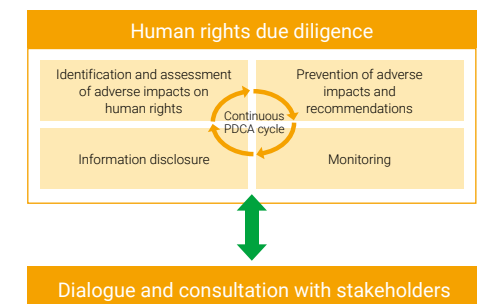 Human rights due diligence
Identification and assessment
of adverse impacts on
human rights
Prevention of adverse
impacts and
recommendations
Continuous
PDCA cycle
Information disclosure
Monitoring
Dialogue and consultation with stakeholders